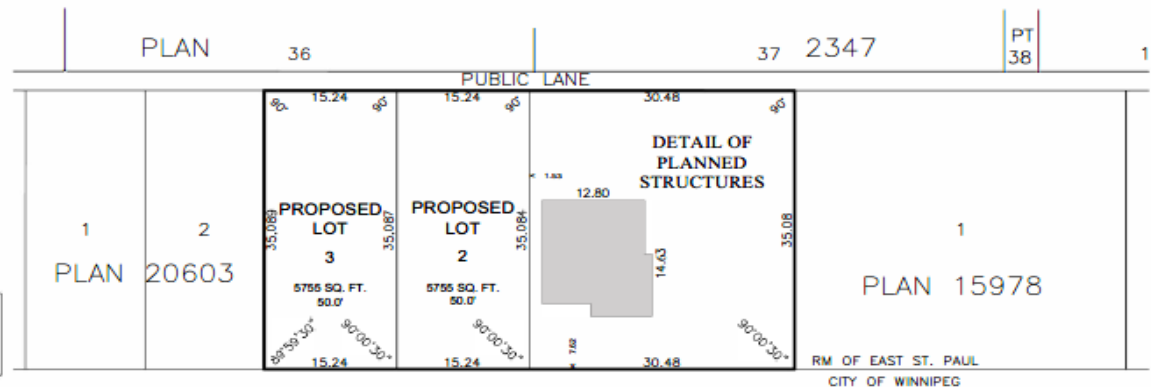 PLAN 36 37 2347 PT 38 1
PUBLIC LANE
15.24 15.24 30.48
90° 90° 90° 90°
DETAIL OF
PLANNED
STRUCTURES
1.53
12.80
14.63
7.62
35.089 35.087 35.084 35.08
PROPOSED
LOT
3
5755 SQ. FT.
50.0'
PROPOSED
LOT
2
5755 SQ. FT.
50.0'
1 2
PLAN 20603
1
PLAN 15978
89°59'30" 90°00'30" 90°00'30" 90°00'30"
15.24 15.24 30.48
RM OF EAST ST. PAUL
CITY OF WINNIPEG